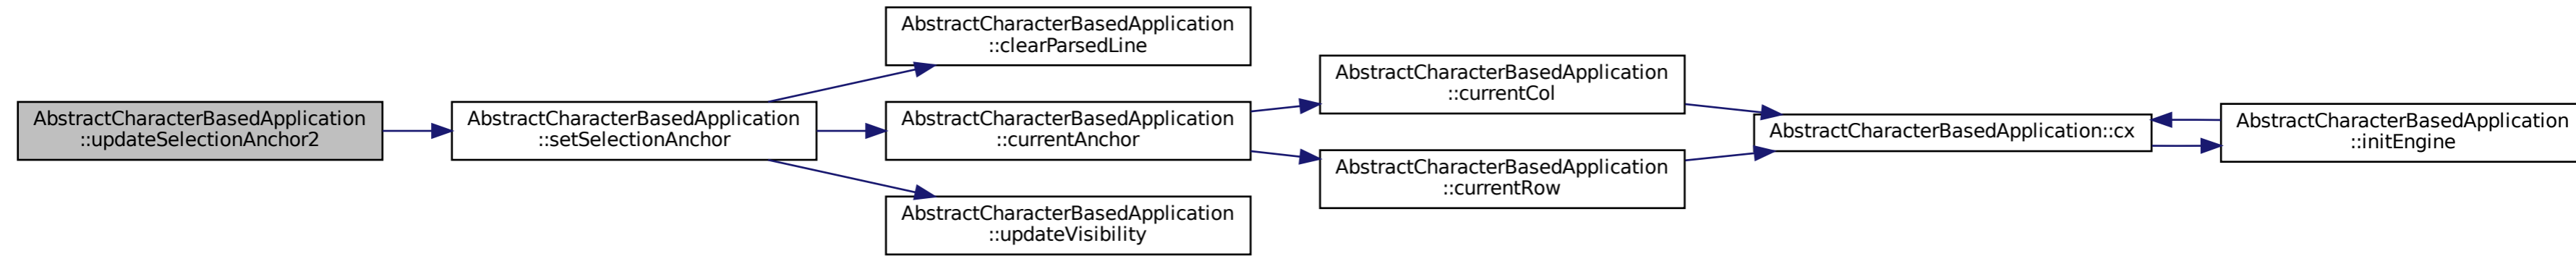 AbstractCharacterBasedApplication
::updateSelectionAnchor2
AbstractCharacterBasedApplication
::setSelectionAnchor
AbstractCharacterBasedApplication
::clearParsedLine
AbstractCharacterBasedApplication
::currentAnchor
AbstractCharacterBasedApplication
::updateVisibility
AbstractCharacterBasedApplication
::currentCol
AbstractCharacterBasedApplication
::currentRow
AbstractCharacterBasedApplication::cx
AbstractCharacterBasedApplication
::initEngine